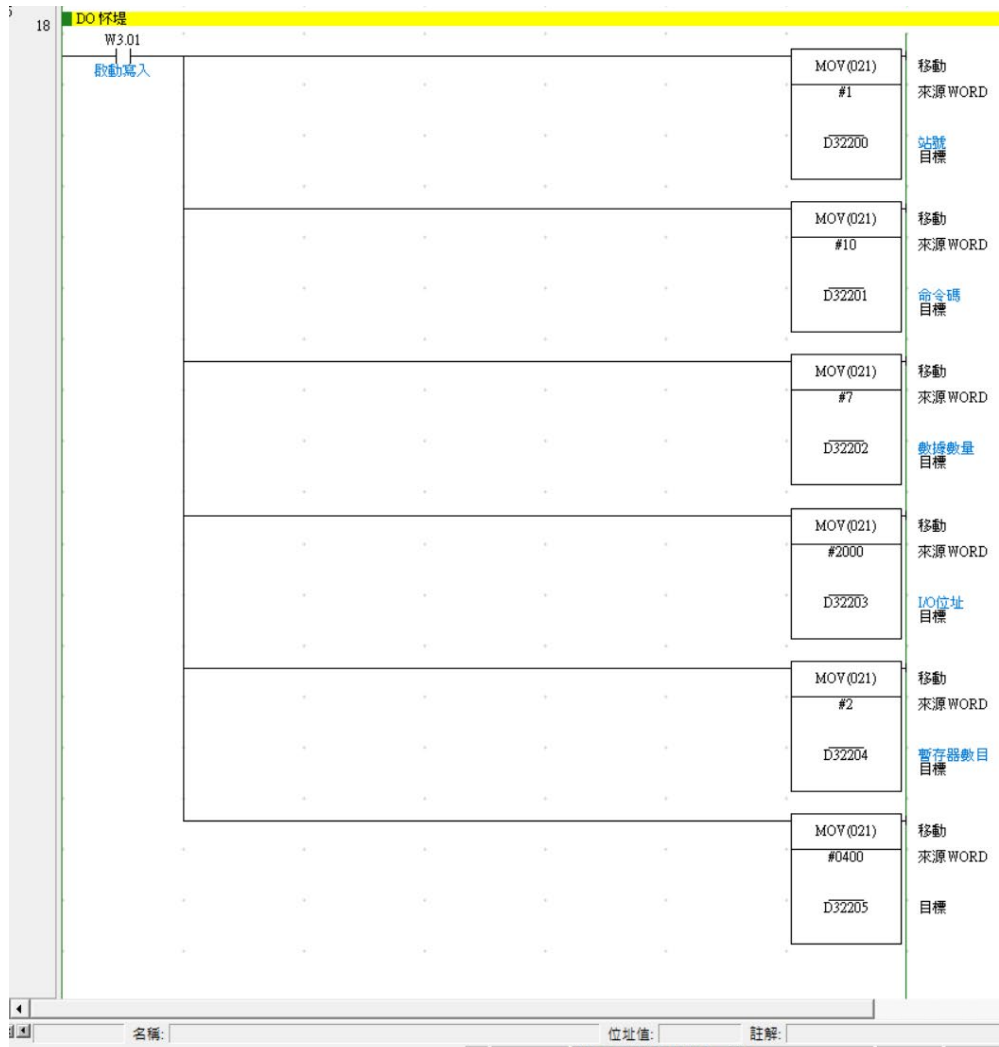 18
DO 怀堤
W3.01
啟動寫入
MOV(021) 移動
#1 來源WORD
D32200 站號
目標
MOV(021) 移動
#10 來源WORD
D32201 命令碼
目標
MOV(021) 移動
#7 來源WORD
D32202 數據數量
目標
MOV(021) 移動
#2000 來源WORD
D32203 I/O位址
目標
MOV(021) 移動
#2 來源WORD
D32204 暫存器數目
目標
MOV(021) 移動
#0400 來源WORD
D32205 目標
名稱: 位址值: 註解: